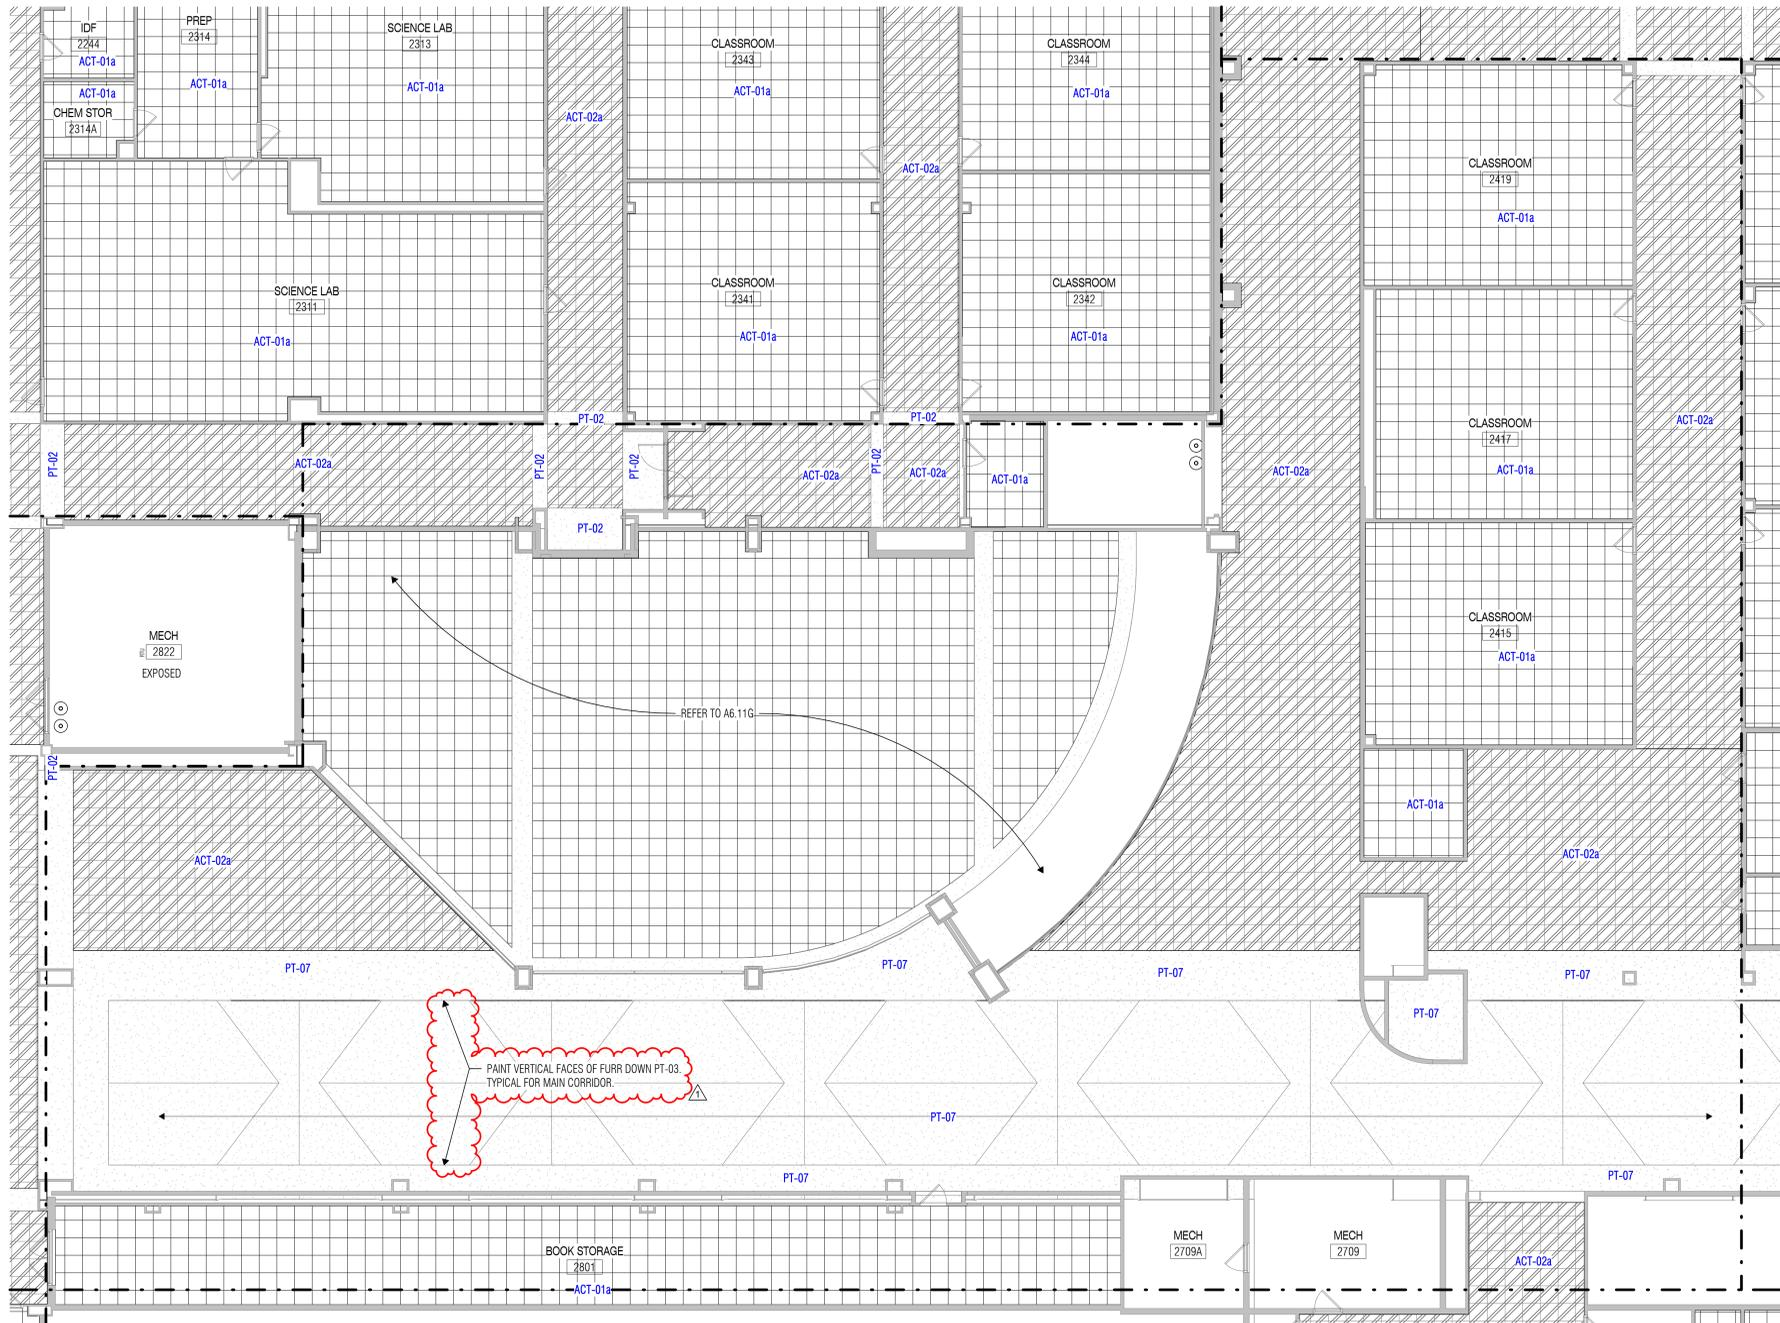 IDF
2244
ACT-01a
PREP
2314
ACT-01a
SCIENCE LAB
2313
ACT-01a
ACT-01a
CHEM STOR
2314A
ACT-02a
CLASSROOM
2343
ACT-01a
ACT-02a
CLASSROOM
2344
ACT-01a
CLASSROOM
2419
ACT-01a
SCIENCE LAB
2311
ACT-01a
CLASSROOM
2341
ACT-01a
CLASSROOM
2342
ACT-01a
CLASSROOM
2417
ACT-01a
ACT-02a
PT-02
PT-02
PT-02
ACT-02a
PT-02
PT-02
ACT-02a
PT-02
ACT-02a
ACT-01a
ACT-02a
PT-02
MECH
2822
EXPOSED
CLASSROOM
2415
ACT-01a
REFER TO A6.11G
PT-02
ACT-02a
ACT-01a
ACT-02a
PT-07
PT-07
PT-07
PT-07
PT-07
PAINT VERTICAL FACES OF FURR DOWN PT-03.
TYPICAL FOR MAIN CORRIDOR.
1
PT-07
PT-07
PT-07
BOOK STORAGE
2801
ACT-01a
MECH
2709A
MECH
2709
ACT-02a